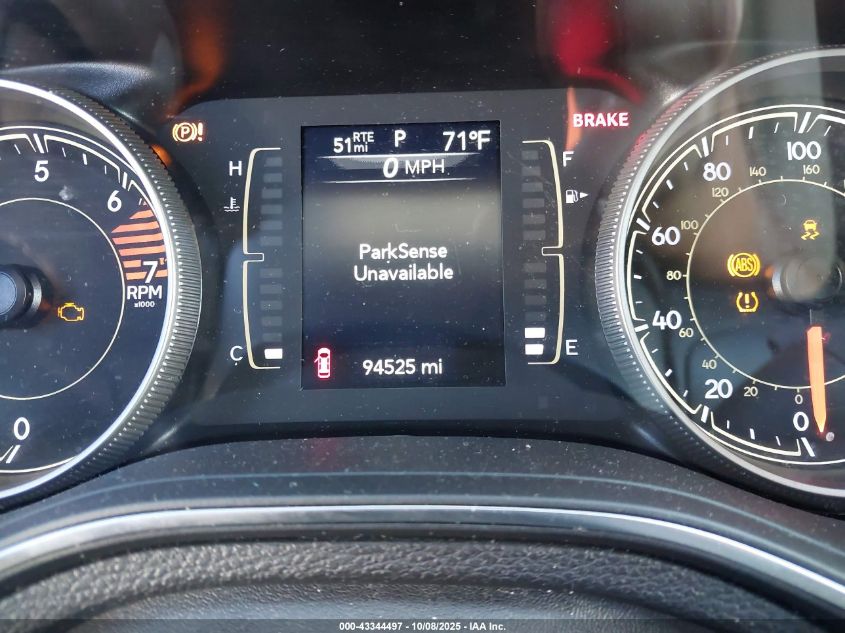 51 RTE mi P 71°F
0 MPH
ParkSense
Unavailable
94525 mi
(P)!
BRAKE
H
C
F
E
5
6
7
RPM
x1000
0
100
160
80
140
120
60
100
80
40
60
40
20
20
0
0
ABS
000-43344497 - 10/08/2025 - IAA Inc.